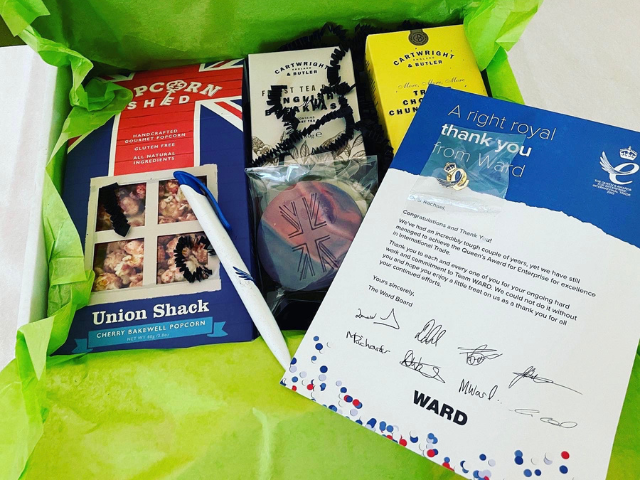 POPCORN
SHED
HANDCRAFTED
GOURMET POPCORN
GLUTEN FREE
ALL NATURAL
INGREDIENTS
Union Shack
CHERRY BAKEWELL POPCORN
CARTWRIGHT
& BUTLER
CARTWRIGHT
& BUTLER
CHUN
A right royal
thank you
from Ward
Congratulations and Thank You!
We've had an incredibly tough couple of years, yet we have still
managed to achieve the Queen's Award for Enterprise for excellence
in International Trade.
Thank you to each and every one of you for your ongoing hard
work and commitment to Team WARD. We could not do it without
you and hope you enjoy a little treat on us as a thank you for all
your continued efforts.
Yours sincerely,
The Ward Board
MWard
WARD